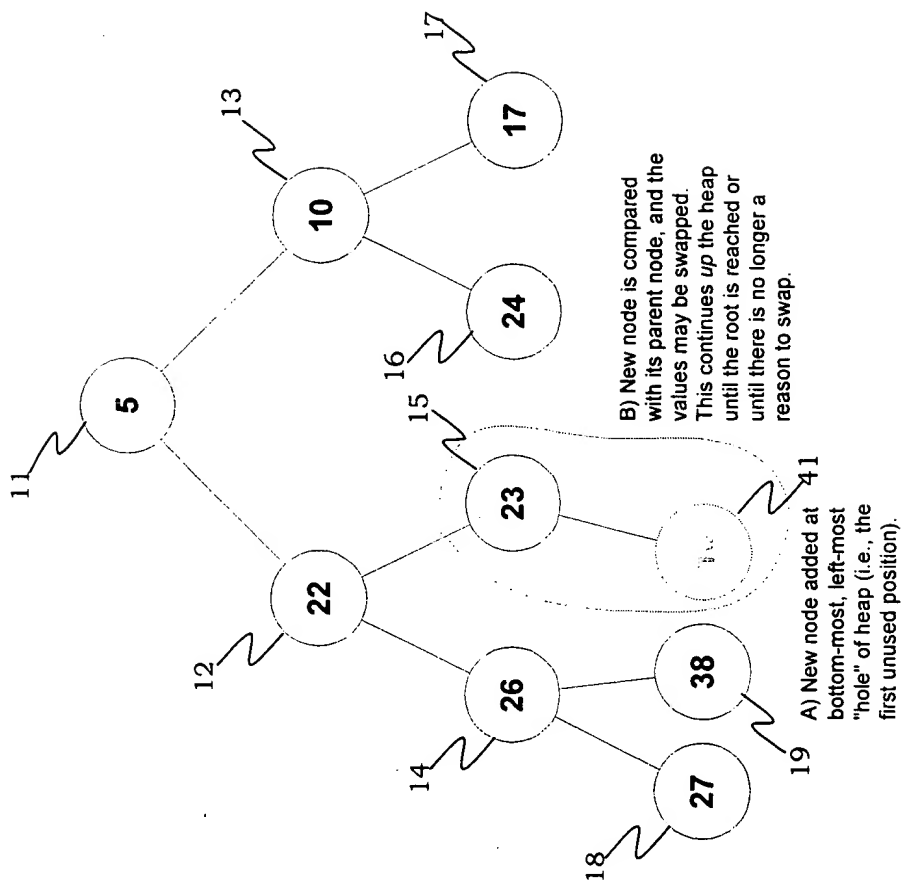 11
5
13
10
12
22
17
17
16
24
15
23
14
26
41
19
38
18
27
A) New node added at
bottom-most, left-most
"hole" of heap (i.e., the
first unused position).
B) New node is compared
with its parent node, and the
values may be swapped.
This continues up the heap
until the root is reached or
until there is no longer a
reason to swap.